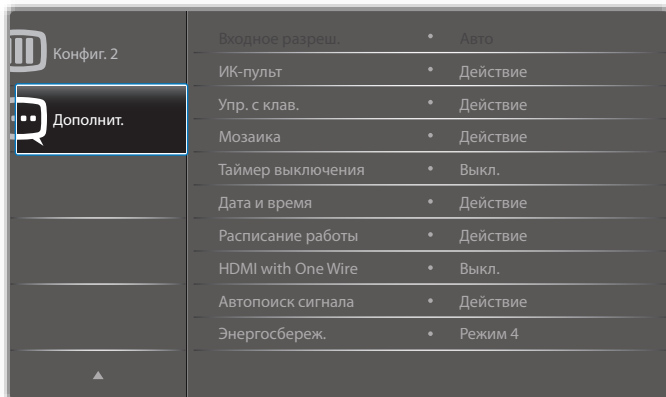 Конфиг. 2
Дополнит.
Входное разреш. • Авто
ИК-пульт • Действие
Упр. с клав. • Действие
Мозаика • Действие
Таймер выключения • Выкл.
Дата и время • Действие
Расписание работы • Действие
HDMI with One Wire • Выкл.
Автопоиск сигнала • Действие
Энергосбереж. • Режим 4